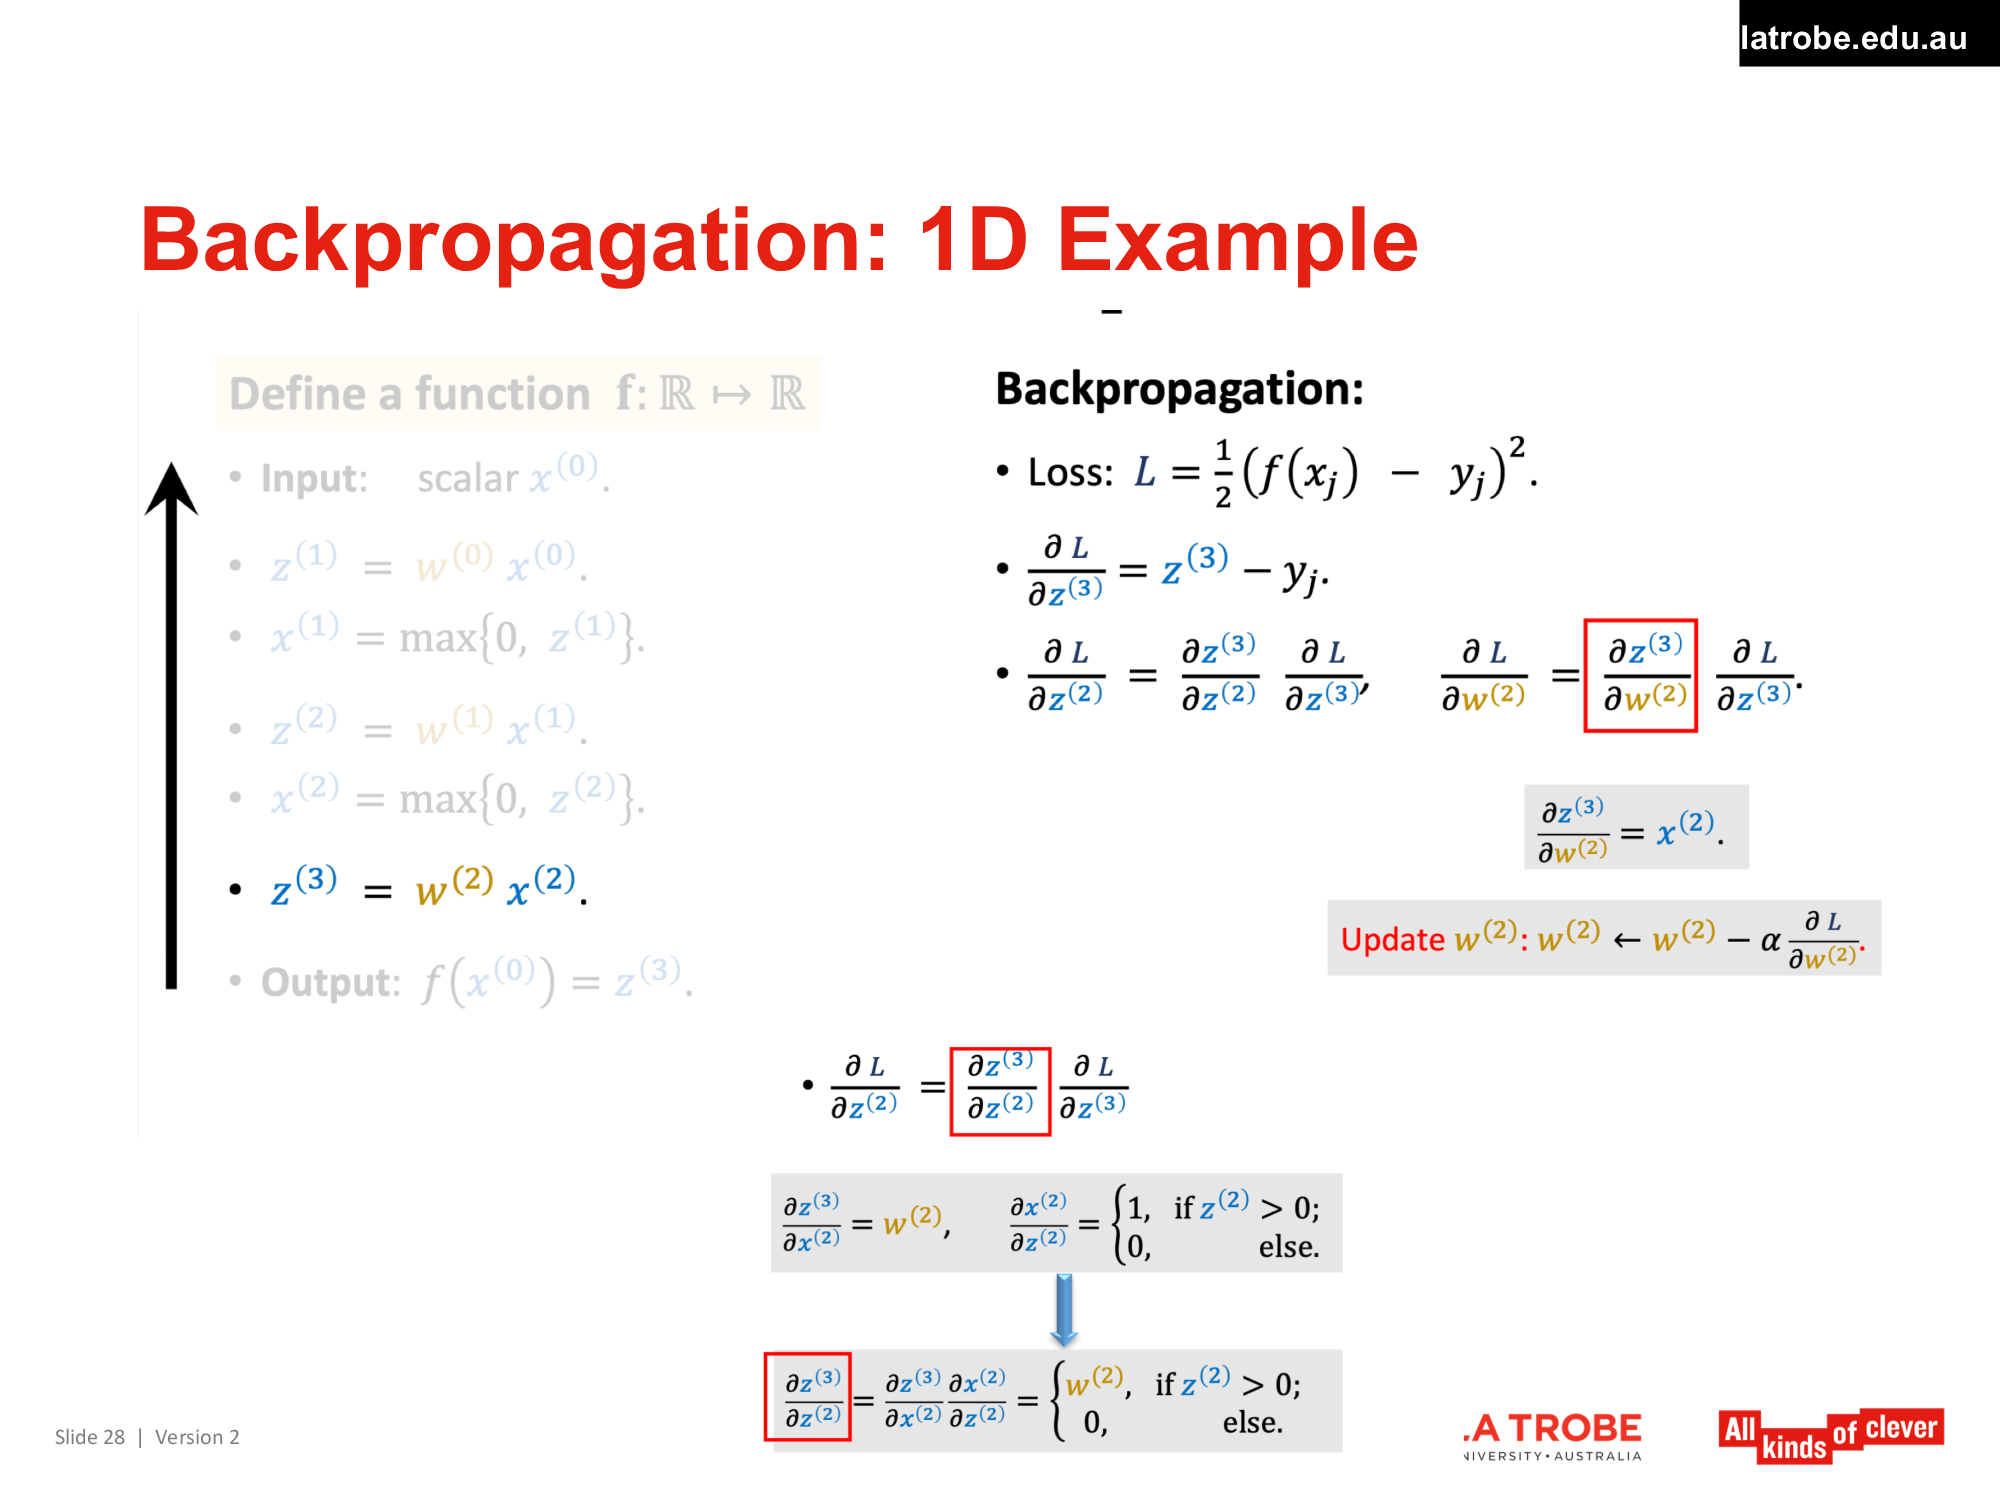 latrobe.edu.au
Backpropagation: 1D Example
Define a function f: ℝ ↦ ℝ
• Input: scalar x^(0).
• z^(1) = w^(0) x^(0).
• x^(1) = max{0, z^(1)}.
• z^(2) = w^(1) x^(1).
• x^(2) = max{0, z^(2)}.
• z^(3) = w^(2) x^(2).
• Output: f(x^(0)) = z^(3).
Backpropagation:
• Loss: L = 1/2 (f(x_j) − y_j)^2.
• ∂L/∂z^(3) = z^(3) − y_j.
• ∂L/∂z^(2) = ∂z^(3)/∂z^(2) ∂L/∂z^(3), ∂L/∂w^(2) = ∂z^(3)/∂w^(2) ∂L/∂z^(3).
∂z^(3)/∂w^(2) = x^(2).
Update w^(2): w^(2) ← w^(2) − α ∂L/∂w^(2).
• ∂L/∂z^(2) = ∂z^(3)/∂z^(2) ∂L/∂z^(3)
∂z^(3)/∂x^(2) = w^(2), ∂x^(2)/∂z^(2) = {1, if z^(2) > 0; 0, else.
∂z^(3)/∂z^(2) = ∂z^(3)/∂x^(2) ∂x^(2)/∂z^(2) = {w^(2), if z^(2) > 0; 0, else.
Slide 28 | Version 2
LA TROBE
UNIVERSITY • AUSTRALIA
All kinds of clever